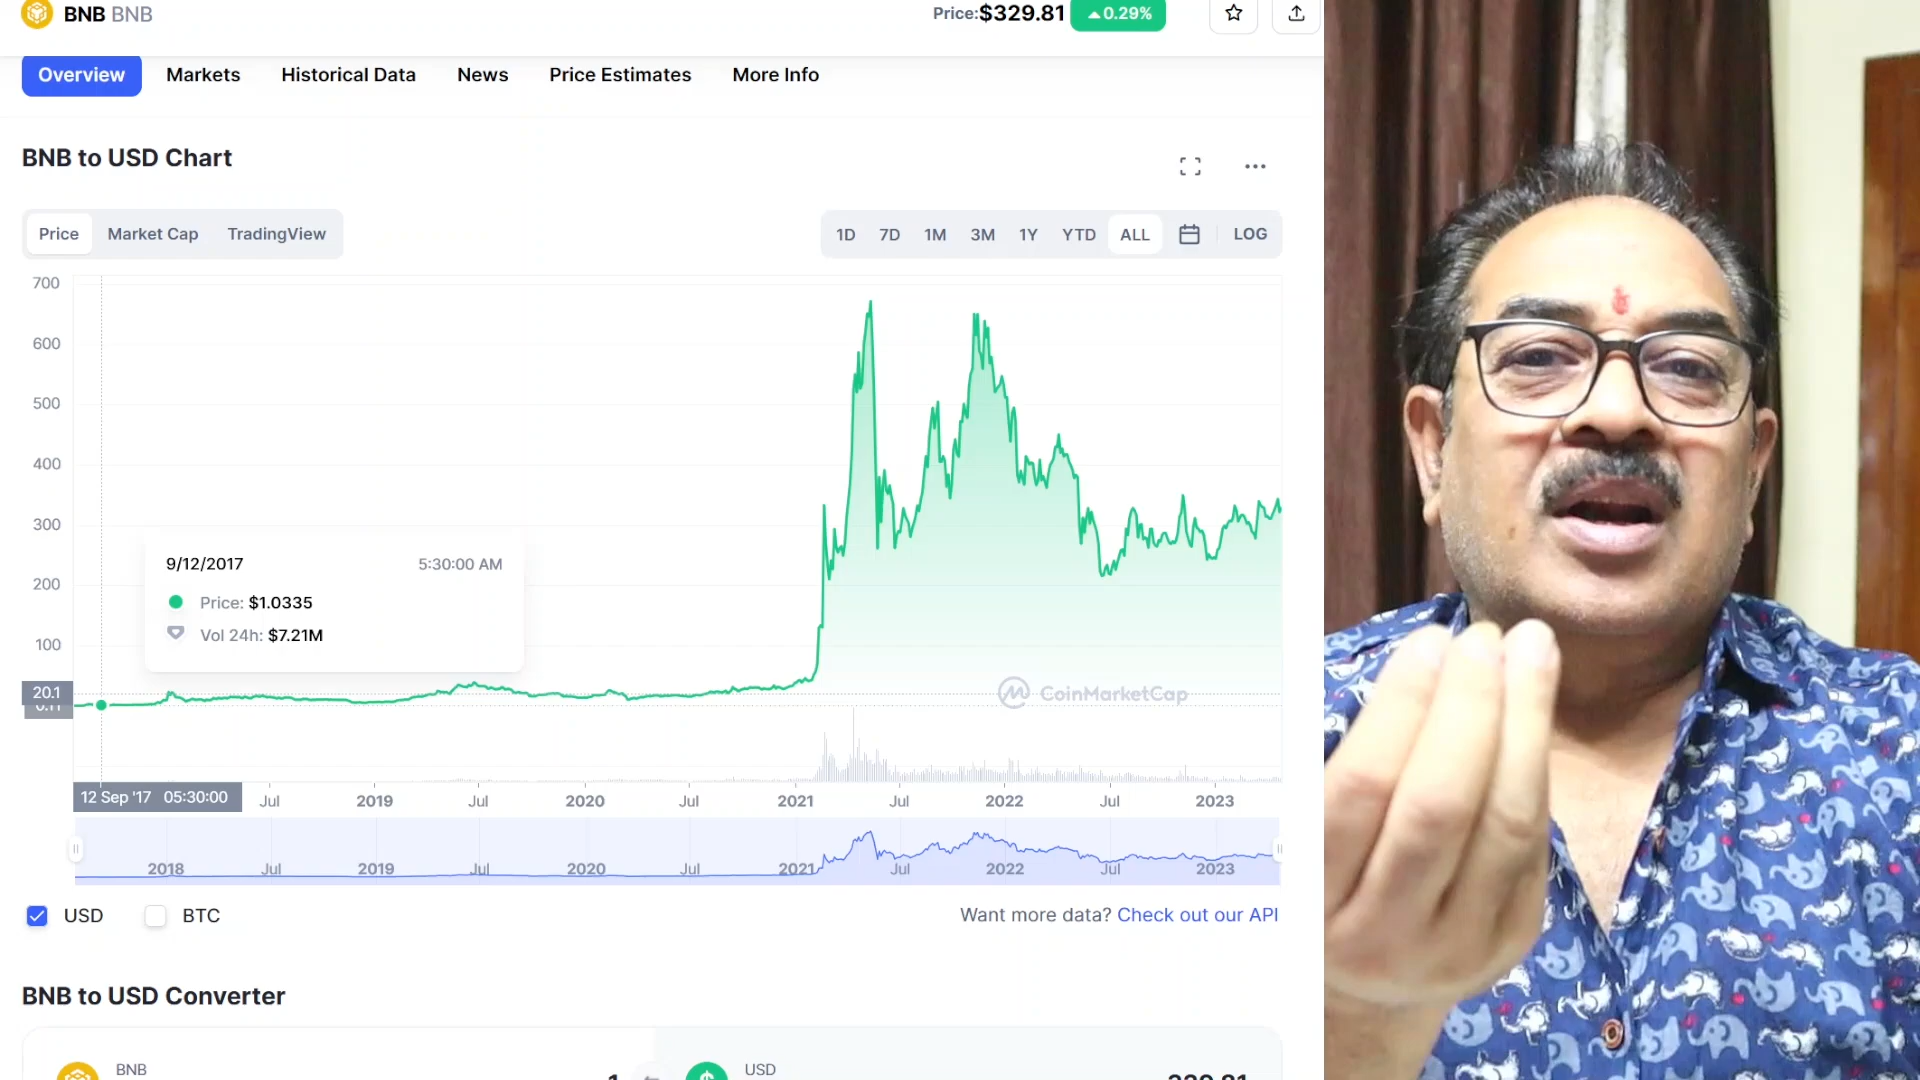 BNB BNB
Price:$329.81 0.29%
Overview Markets Historical Data News Price Estimates More Info
BNB to USD Chart
Price Market Cap TradingView
1D 7D 1M 3M 1Y YTD ALL LOG
700
600
500
400
300
200
100
20.1
9/12/2017 5:30:00 AM
Price: $1.0335
Vol 24h: $7.21M
CoinMarketCap
12 Sep '17 05:30:00 Jul 2019 Jul 2020 Jul 2021 Jul 2022 Jul 2023
2018 Jul 2019 Jul 2020 Jul 2021 Jul 2022 Jul 2023
USD BTC
Want more data? Check out our API
BNB to USD Converter
BNB
1
USD
329.81